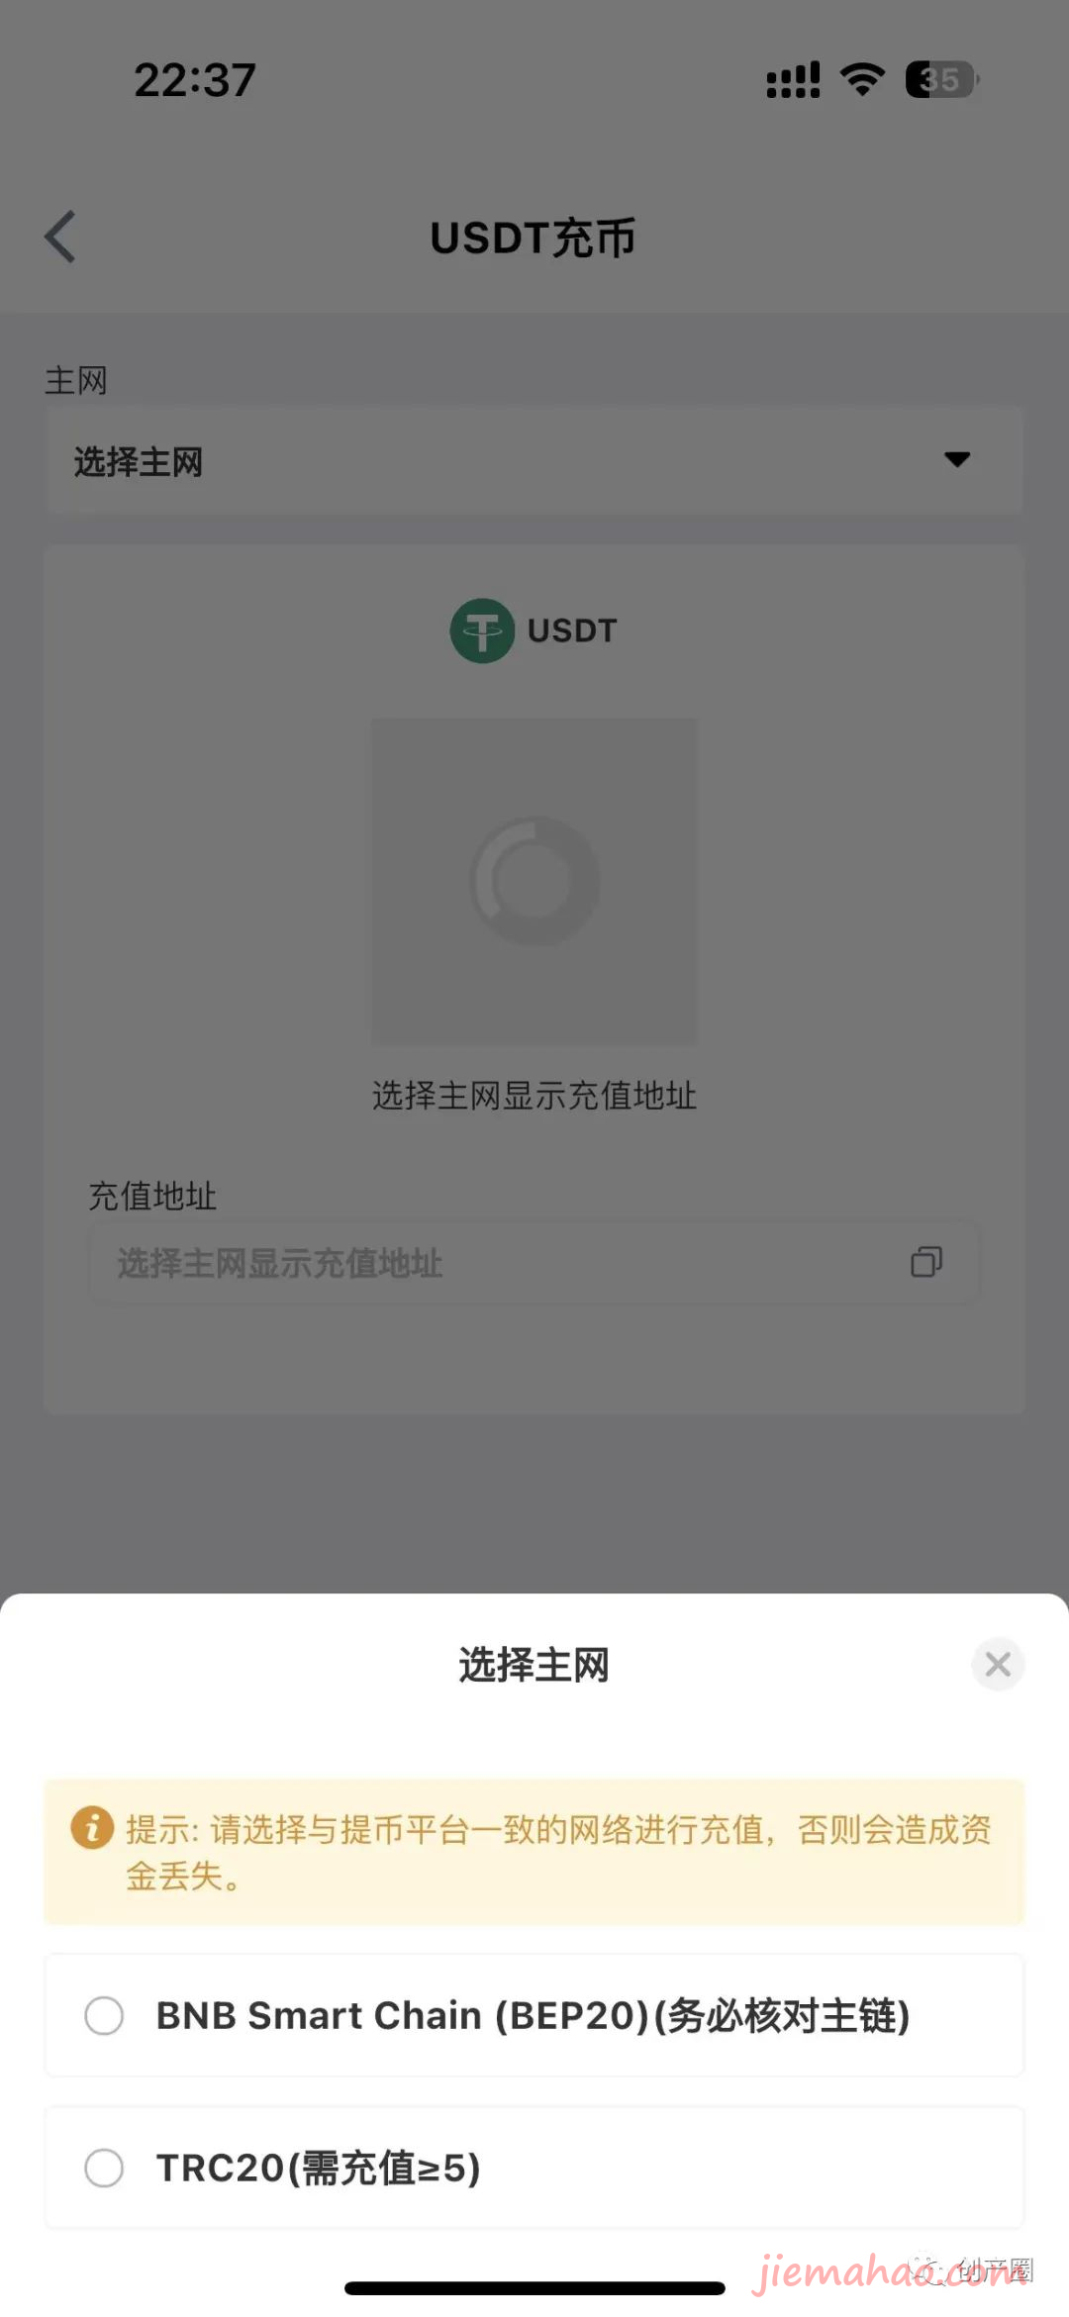 22:37
35
USDT充币
主网
选择主网
USDT
选择主网显示充值地址
充值地址
选择主网显示充值地址
选择主网
提示: 请选择与提币平台一致的网络进行充值，否则会造成资
金丢失。
BNB Smart Chain (BEP20)(务必核对主链)
TRC20(需充值≥5)
创产圈
jiemahao.com